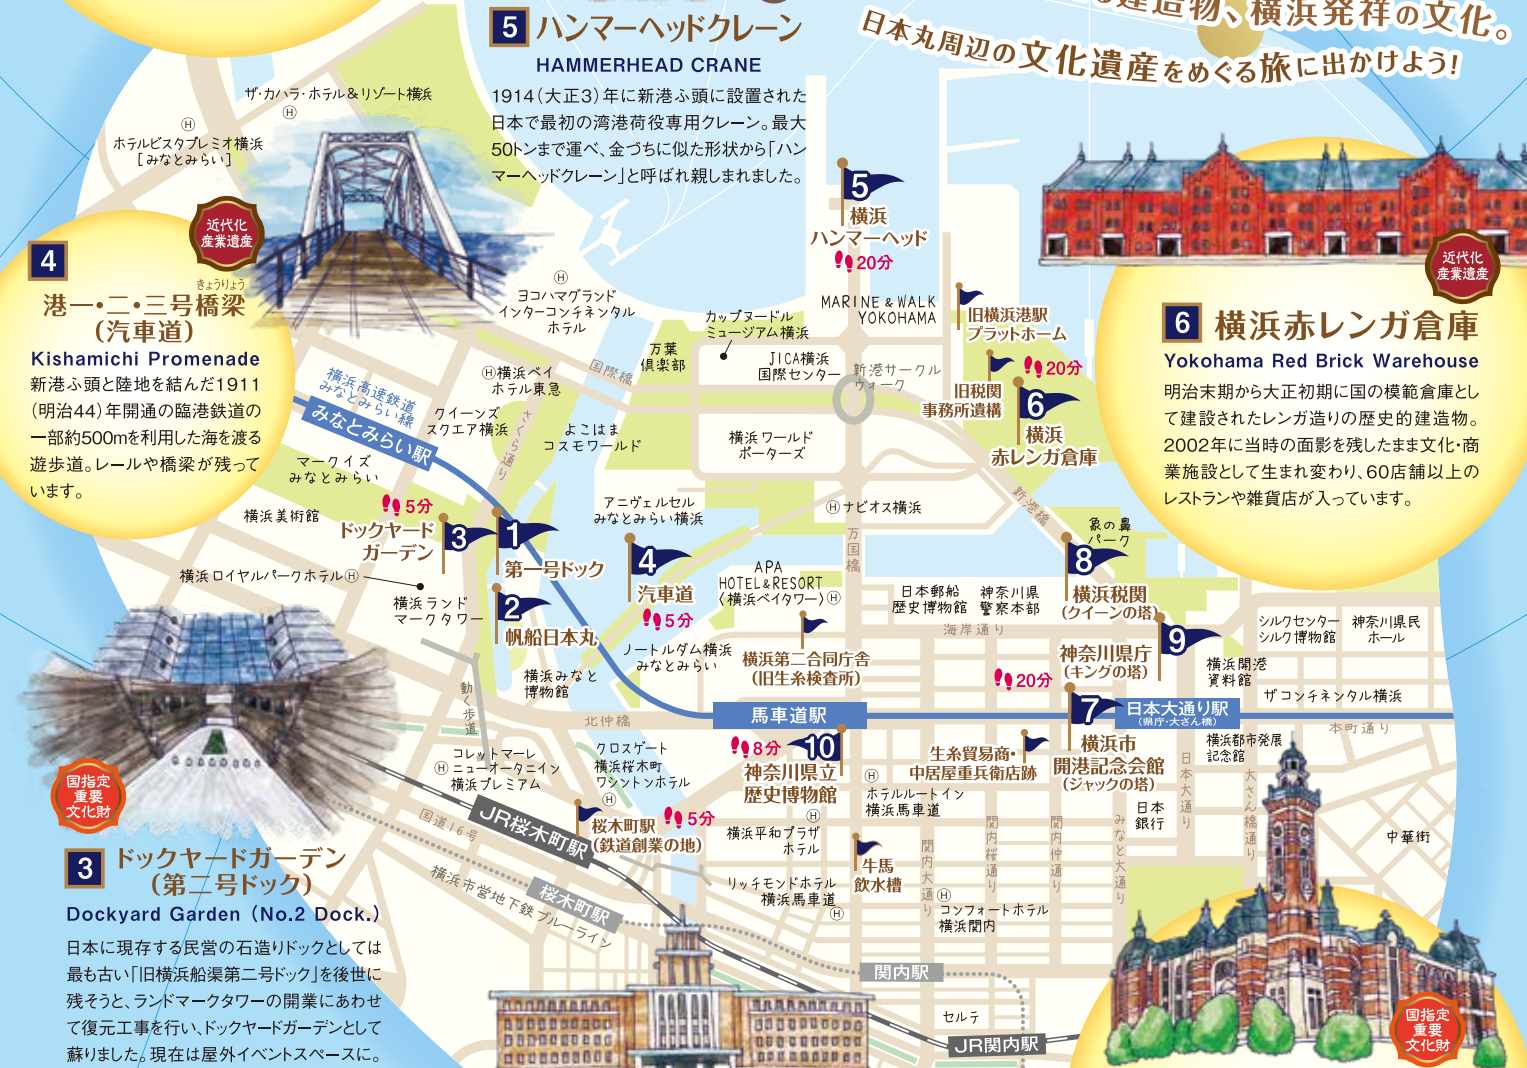 建造物、横浜発祥の文化。
日本丸周辺の文化遺産をめぐる旅に出かけよう!
5 ハンマーヘッドクレーン
HAMMERHEAD CRANE
1914(大正3)年に新港ふ頭に設置された
日本で最初の湾港荷役専用クレーン。最大
50トンまで運べ、金づちに似た形状から「ハン
マーヘッドクレーン」と呼ばれ親しまれました。
ザ・カハラ・ホテル&リゾート横浜
Ⓗ
Ⓗ
ホテルビスタプレミオ横浜
[みなとみらい]
近代化
産業遺産
4
きょうりょう
港一・二・三号橋梁
(汽車道)
Kishamichi Promenade
新港ふ頭と陸地を結んだ1911
(明治44)年開通の臨港鉄道の
一部約500mを利用した海を渡る
遊歩道。レールや橋梁が残って
います。
近代化
産業遺産
6 横浜赤レンガ倉庫
Yokohama Red Brick Warehouse
明治末期から大正初期に国の模範倉庫とし
て建設されたレンガ造りの歴史的建造物。
2002年に当時の面影を残したまま文化・商
業施設として生まれ変わり、60店舗以上の
レストランや雑貨店が入っています。
5
横浜
ハンマーヘッド
20分
Ⓗ
ヨコハマグランド
インターコンチネンタル
ホテル
カップヌードル
ミュージアム横浜
MARINE & WALK
YOKOHAMA
旧横浜港駅
プラットホーム
万葉
倶楽部
国際橋
JICA横浜
国際センター
新港サークル
ウォーク
旧税関
事務所遺構
20分
6
横浜
赤レンガ倉庫
Ⓗ横浜ベイ
ホテル東急
横浜高速鉄道
みなとみらい線
みなとみらい駅
クイーンズ
スクエア横浜
さくら通り
よこはま
コスモワールド
横浜ワールド
ポーターズ
マークイズ
みなとみらい
横浜美術館
5分
ドックヤード
ガーデン
3
1
第一号ドック
アニヴェルセル
みなとみらい横浜
Ⓗナビオス横浜
新港橋
象の鼻
パーク
万国橋
4
汽車道
5分
8
横浜税関
(クイーンの塔)
横浜ロイヤルパークホテルⒽ
横浜ランド
マークタワー
2
帆船日本丸
APA
HOTEL&RESORT
〈横浜ベイタワー〉Ⓗ
日本郵船
歴史博物館
神奈川県
警察本部
海岸通り
シルクセンター
シルク博物館
神奈川県民
ホール
9
神奈川県庁
(キングの塔)
横浜開港
資料館
ザコンチネンタル横浜
ノートルダム横浜
みなとみらい
横浜第二合同庁舎
(旧生糸検査所)
横浜みなと
博物館
動く歩道
北仲橋
20分
7
馬車道駅
日本大通り駅
(県庁・大さん橋)
本町通り
横浜市
開港記念会館
(ジャックの塔)
横浜都市発展
記念館
8分
10
神奈川県立
歴史博物館
生糸貿易商・
中居屋重兵衛店跡
コレットマーレ
Ⓗニューオータニイン
横浜プレミアム
クロスゲート
横浜桜木町
ワシントンホテル
Ⓗ
Ⓗ
ホテルルートイン
横浜馬車道
日本
銀行
日本大通り
大さん橋通り
中華街
国道16号
JR桜木町駅
桜木町駅
(鉄道創業の地)
5分
Ⓗ
横浜平和プラザ
ホテル
牛馬
飲水槽
関内大通り
関内桜通り
関内仲通り
みなと大通り
横浜市営地下鉄ブルーライン
桜木町駅
リッチモンドホテル
横浜馬車道
Ⓗ
Ⓗ
コンフォートホテル
横浜関内
関内駅
セルテ
JR関内駅
国指定
重要
文化財
3 ドックヤードガーデン
(第二号ドック)
Dockyard Garden (No.2 Dock.)
日本に現存する民営の石造りドックとしては
最も古い「旧横浜船渠第二号ドック」を後世に
残そうと、ランドマークタワーの開業にあわせ
て復元工事を行い、ドックヤードガーデンとして
蘇りました。現在は屋外イベントスペースに。
国指定
重要
文化財